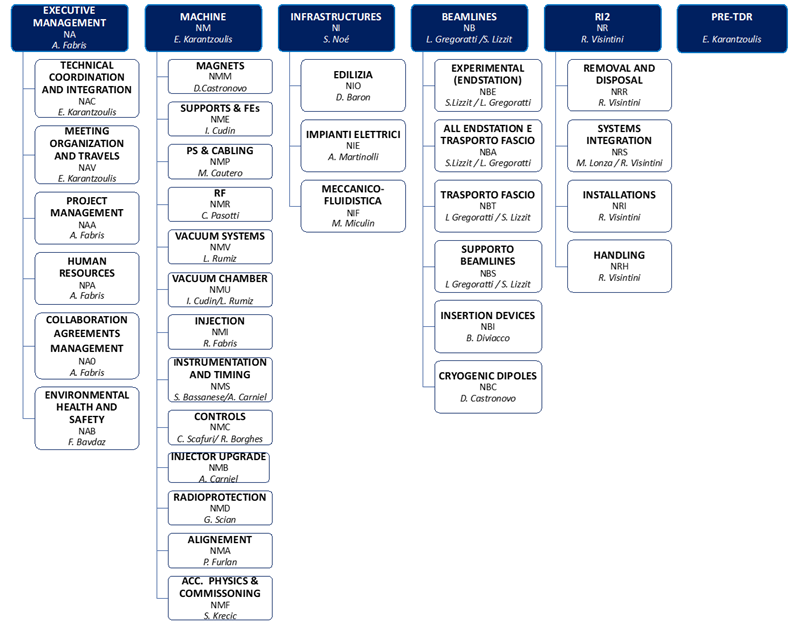 EXECUTIVE
MANAGEMENT
NA
A. Fabris
TECHNICAL
COORDINATION
AND INTEGRATION
NAC
E. Karantzoulis
MEETING
ORGANIZATION
AND TRAVELS
NAV
E. Karantzoulis
PROJECT
MANAGEMENT
NAA
A. Fabris
HUMAN
RESOURCES
NPA
A. Fabris
COLLABORATION
AGREEMENTS
MANAGEMENT
NA0
A. Fabris
ENVIRONMENTAL
HEALTH AND
SAFETY
NAB
F. Bavdaz
MACHINE
NM
E. Karantzoulis
MAGNETS
NMM
D.Castronovo
SUPPORTS & FEs
NME
I. Cudin
PS & CABLING
NMP
M. Cautero
RF
NMR
C. Pasotti
VACUUM SYSTEMS
NMV
L. Rumiz
VACUUM CHAMBER
NMU
I. Cudin/L. Rumiz
INJECTION
NMI
R. Fabris
INSTRUMENTATION
AND TIMING
NMS
S. Bassanese/A. Carniel
CONTROLS
NMC
C. Scafuri/ R. Borghes
INJECTOR UPGRADE
NMB
A. Carniel
RADIOPROTECTION
NMD
G. Scian
ALIGNEMENT
NMA
P. Furlan
ACC. PHYSICS &
COMMISSONING
NMF
S. Krecic
INFRASTRUCTURES
NI
S. Noé
EDILIZIA
NIO
D. Baron
IMPIANTI ELETTRICI
NIE
A. Martinolli
MECCANICO-
FLUIDISTICA
NIF
M. Miculin
BEAMLINES
NB
L. Gregoratti /S. Lizzit
EXPERIMENTAL
(ENDSTATION)
NBE
S.Lizzit / L. Gregoratti
ALL ENDSTATION E
TRASPORTO FASCIO
NBA
S.Lizzit / L. Gregoratti
TRASPORTO FASCIO
NBT
L Gregoratti / S. Lizzit
SUPPORTO
BEAMLINES
NBS
L Gregoratti / S. Lizzit
INSERTION DEVICES
NBI
B. Diviacco
CRYOGENIC DIPOLES
NBC
D. Castronovo
RI2
NR
R. Visintini
REMOVAL AND
DISPOSAL
NRR
R. Visintini
SYSTEMS
INTEGRATION
NRS
M. Lonza / R. Visintini
INSTALLATIONS
NRI
R. Visintini
HANDLING
NRH
R. Visintini
PRE-TDR
E. Karantzoulis